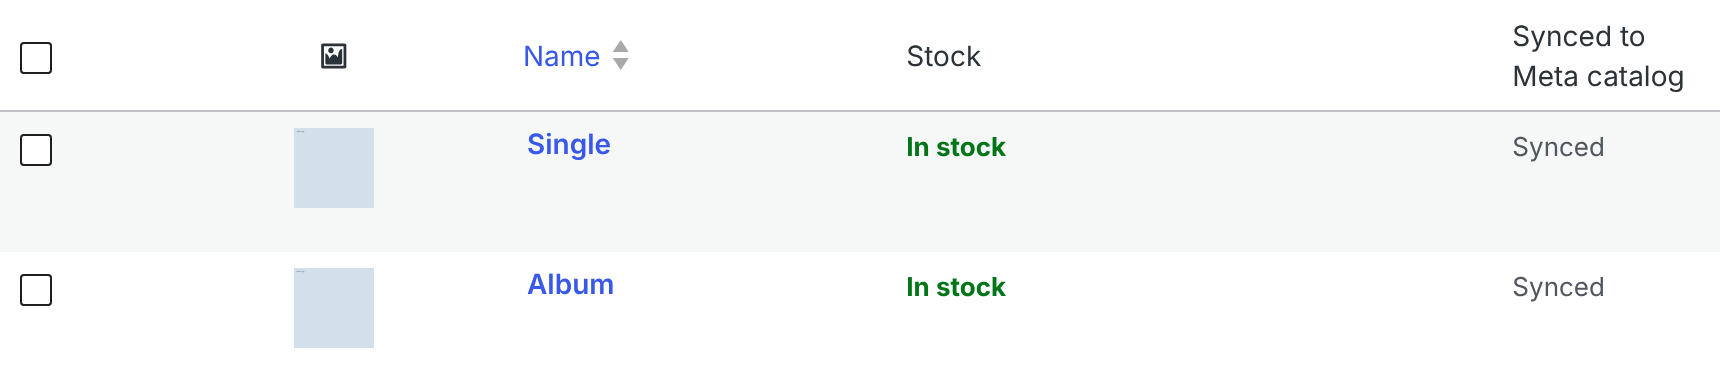 Name
Stock
Synced to
Meta catalog
Single
In stock
Synced
Album
In stock
Synced